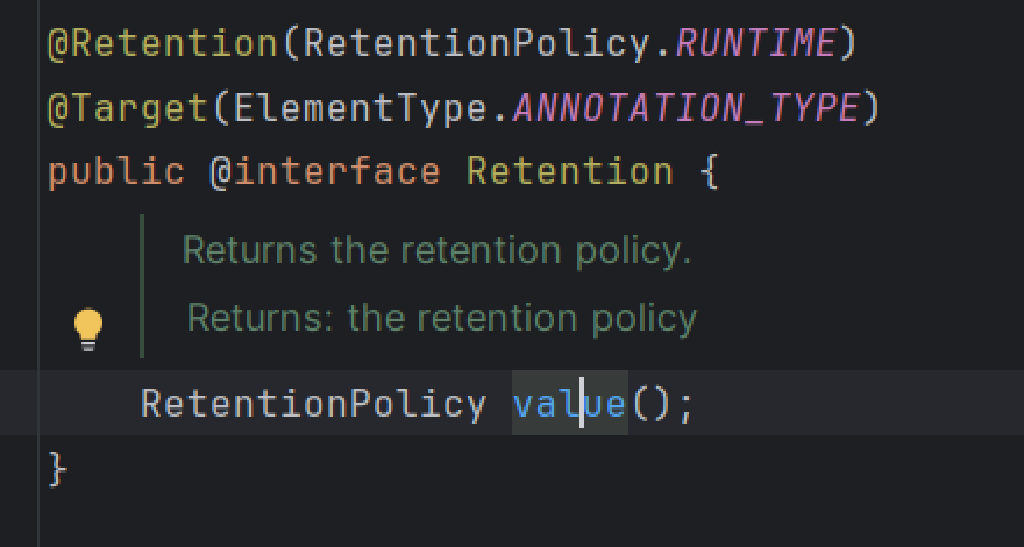 @Retention(RetentionPolicy.RUNTIME)
@Target(ElementType.ANNOTATION_TYPE)
public @interface Retention {
Returns the retention policy.
Returns: the retention policy
RetentionPolicy value();
}